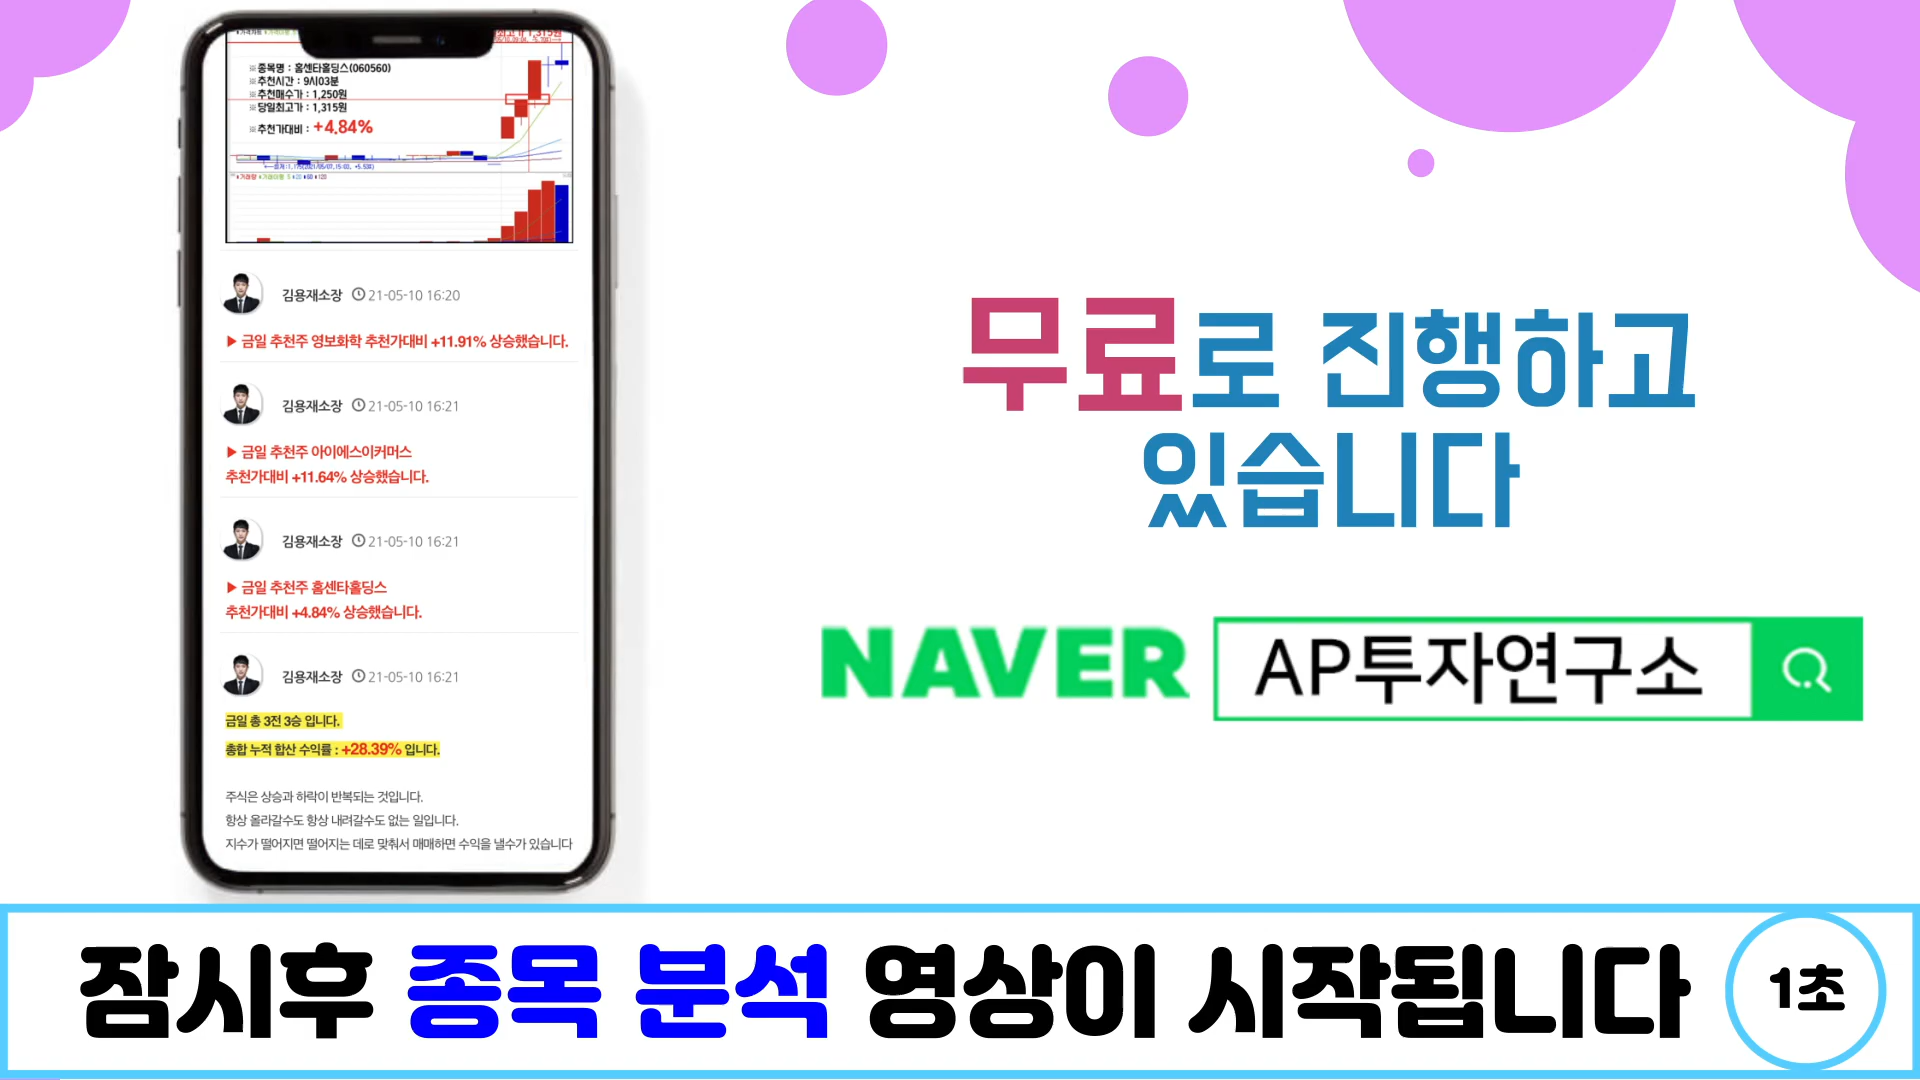 ※종목명 : 홈센타홀딩스(060560)
※추천시간 : 9시03분
※추천매수가 : 1,250원
※당일최고가 : 1,315원
※추천가대비 : +4.84%
김용재소장 21-05-10 16:20
▶ 금일 추천주 영보화학 추천가대비 +11.91% 상승했습니다.
김용재소장 21-05-10 16:21
▶ 금일 추천주 아이에스이커머스
추천가대비 +11.64% 상승했습니다.
김용재소장 21-05-10 16:21
▶ 금일 추천주 홈센타홀딩스
추천가대비 +4.84% 상승했습니다.
김용재소장 21-05-10 16:21
금일 총 3전 3승 입니다.
총합 누적 합산 수익률 : +28.39% 입니다.
주식은 상승과 하락이 반복되는 것입니다.
항상 올라갈수도 항상 내려갈수도 없는 일입니다.
지수가 떨어지면 떨어지는 데로 맞춰서 매매하면 수익을 낼수가 있습니다
무료로 진행하고
있습니다
NAVER AP투자연구소
잠시후 종목 분석 영상이 시작됩니다 1초